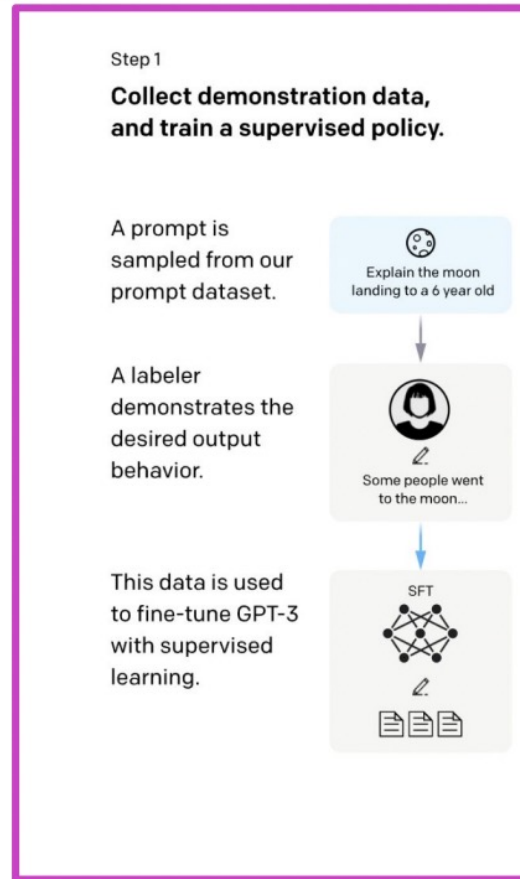 Step 1
Collect demonstration data,
and train a supervised policy.
A prompt is
sampled from our
prompt dataset.
Explain the moon
landing to a 6 year old
A labeler
demonstrates the
desired output
behavior.
Some people went
to the moon...
This data is used
to fine-tune GPT-3
with supervised
learning.
SFT